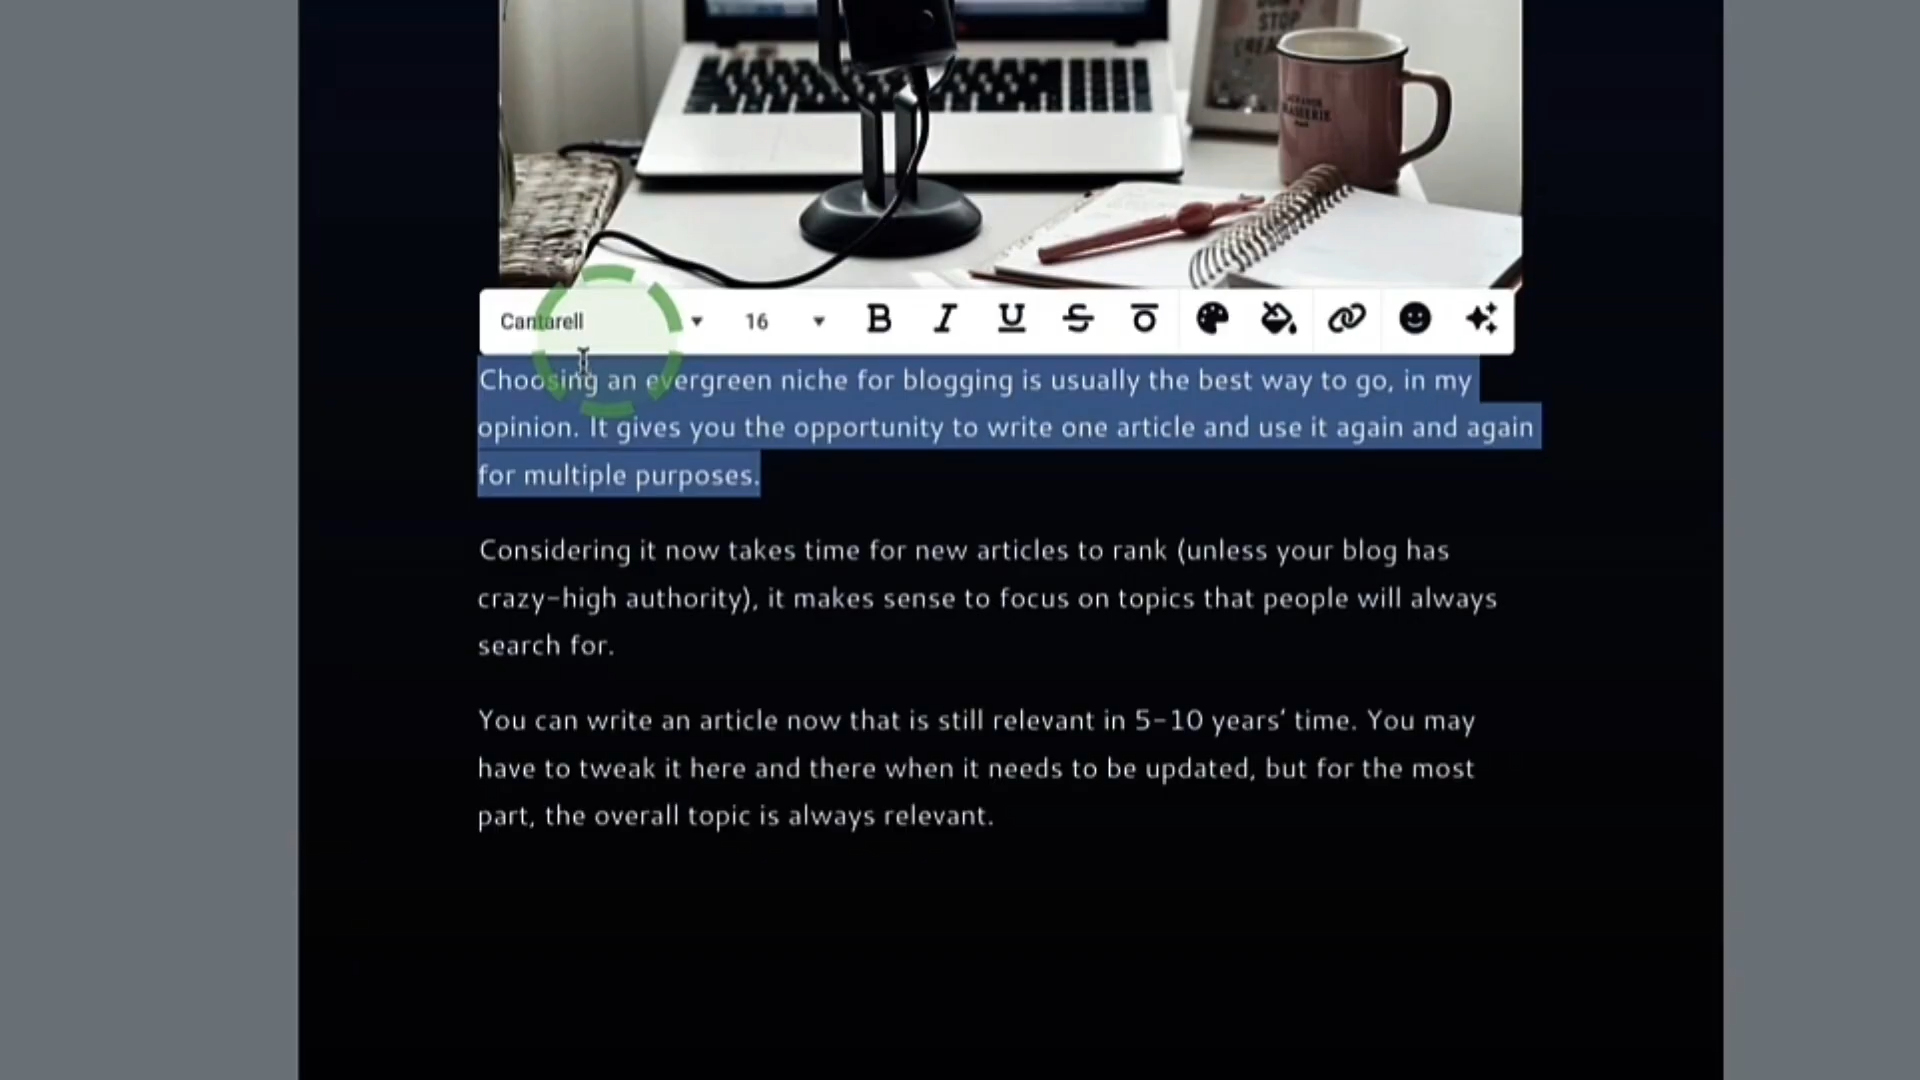 STOP
Cantarell 16 B I U S O
Choosing an evergreen niche for blogging is usually the best way to go, in my
opinion. It gives you the opportunity to write one article and use it again and again
for multiple purposes.
Considering it now takes time for new articles to rank (unless your blog has
crazy-high authority), it makes sense to focus on topics that people will always
search for.
You can write an article now that is still relevant in 5-10 years' time. You may
have to tweak it here and there when it needs to be updated, but for the most
part, the overall topic is always relevant.